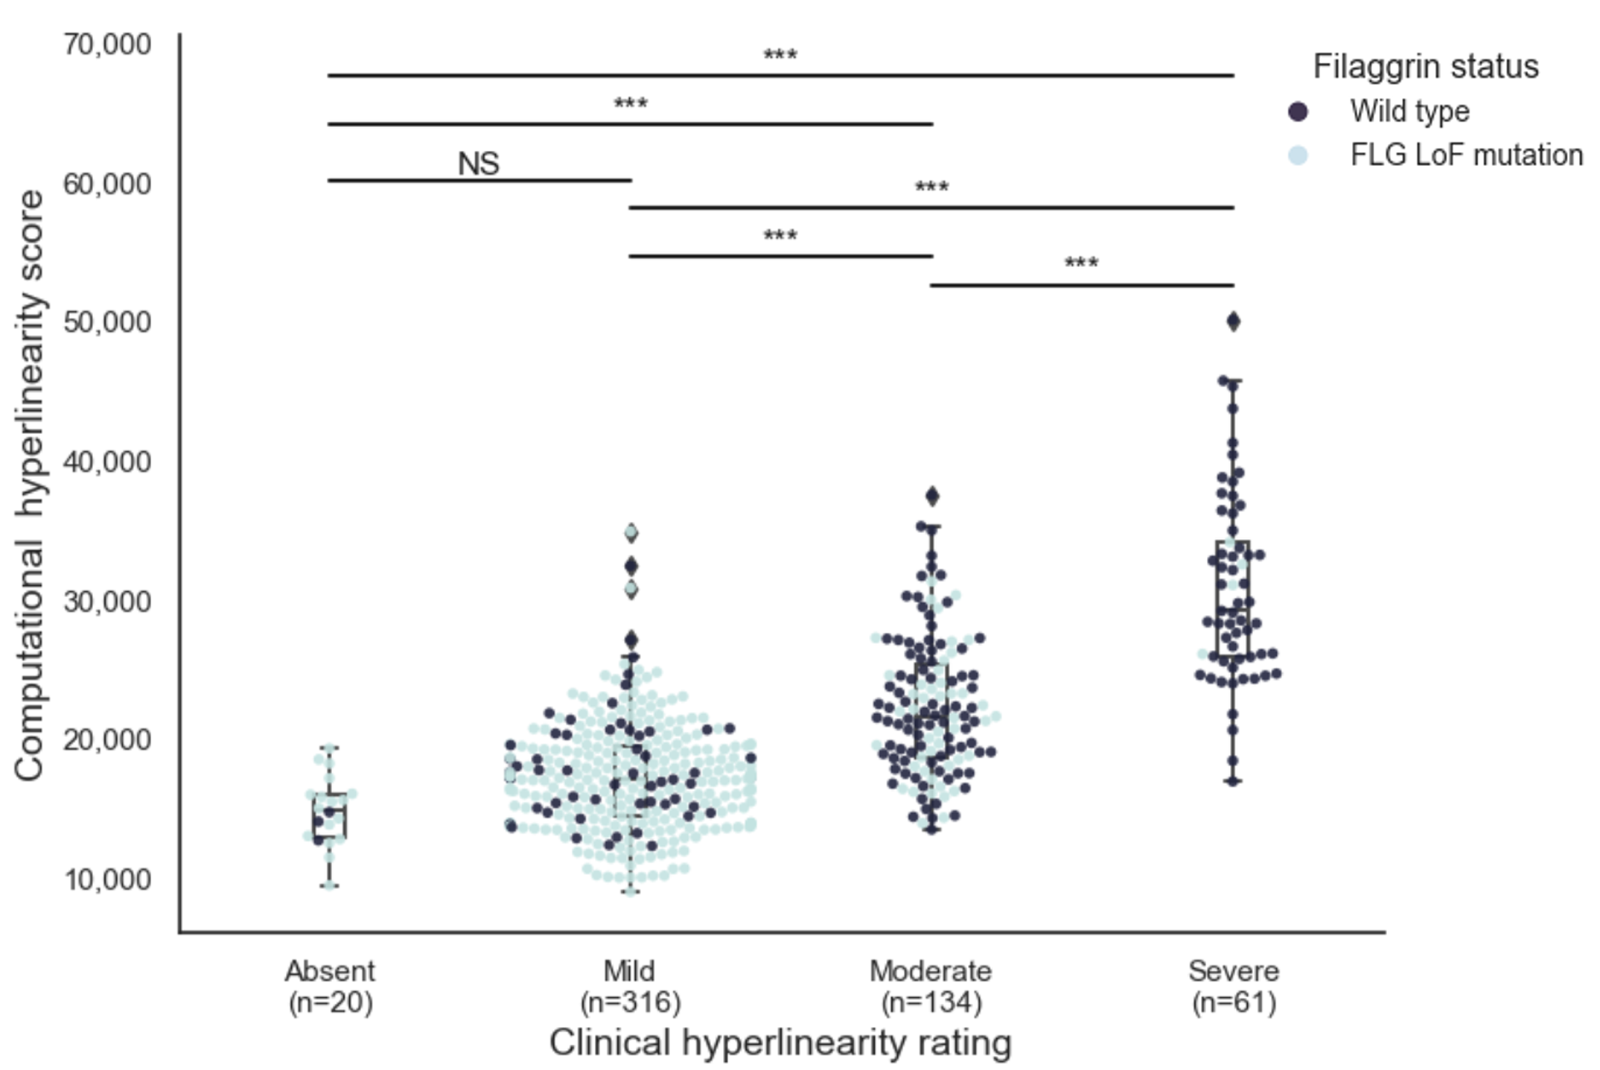 70,000
60,000
50,000
40,000
30,000
20,000
10,000
Computational hyperlinearity score
***
***
NS
***
***
***
Filaggrin status
Wild type
FLG LoF mutation
Absent
(n=20)
Mild
(n=316)
Moderate
(n=134)
Severe
(n=61)
Clinical hyperlinearity rating